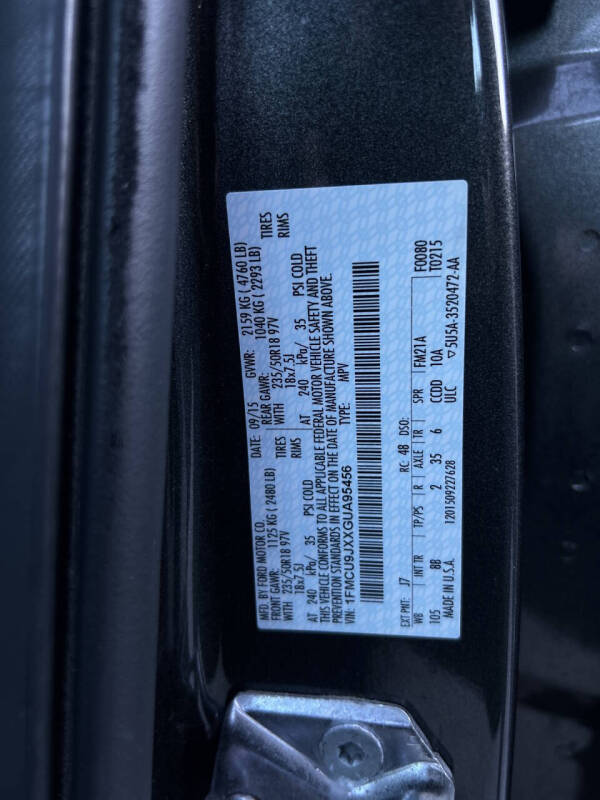 MFD. BY FORD MOTOR CO. DATE: 09/15 GVWR: 2159 KG ( 4760 LB)
FRONT GAWR: 1125 KG ( 2480 LB) REAR GAWR: 1040 KG ( 2293 LB)
WITH 235/50R18 97V TIRES WITH 235/50R18 97V TIRES
18x7.5J RIMS 18x7.5J RIMS
AT 240 kPa/ 35 PSI COLD AT 240 kPa/ 35 PSI COLD
THIS VEHICLE CONFORMS TO ALL APPLICABLE FEDERAL MOTOR VEHICLE SAFETY AND THEFT
PREVENTION STANDARDS IN EFFECT ON THE DATE OF MANUFACTURE SHOWN ABOVE.
VIN: 1FMCU9JXXGUA95456 TYPE: MPV
F0080
T0215
EXT PNT: J7 RC: 48 DSO: FM21A
WB INT TR TP/PS R AXLE TR SPR
105 BB 2 35 6 CCDD 10A
MADE IN U.S.A. 1201509227628 ULC ▽5U5A-3520472-AA